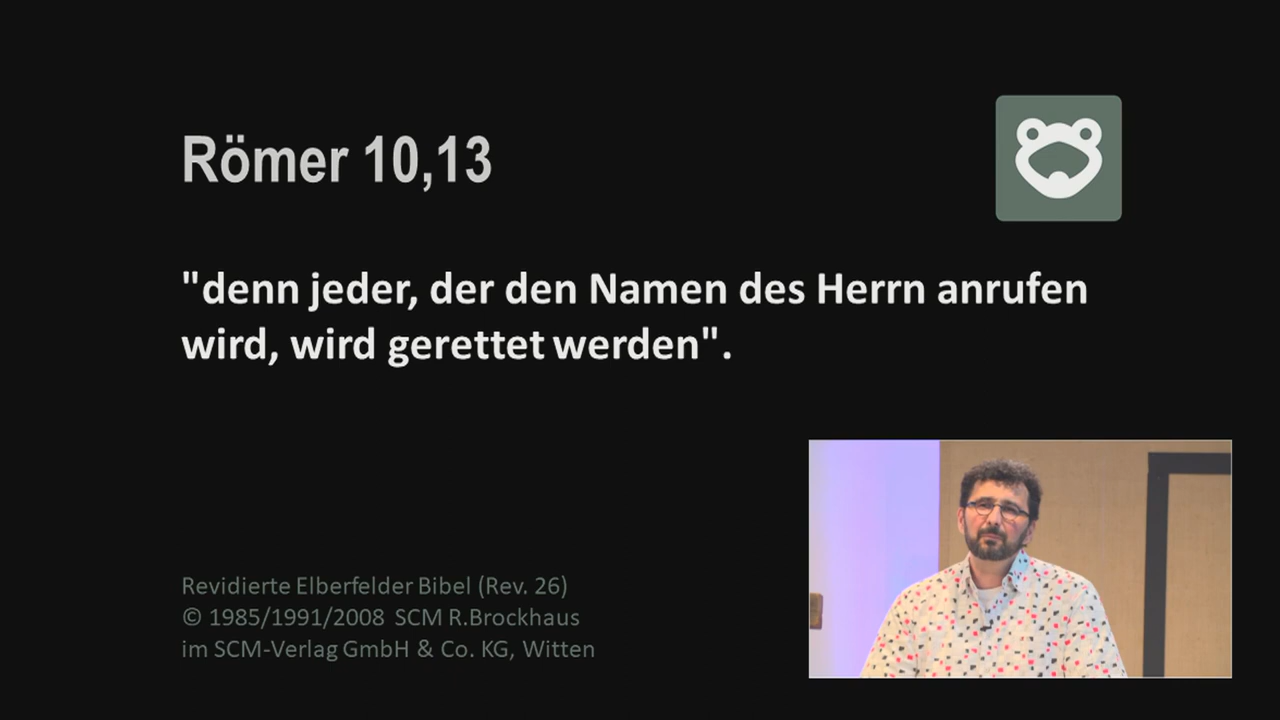 Römer 10,13
"denn jeder, der den Namen des Herrn anrufen
wird, wird gerettet werden".
Revidierte Elberfelder Bibel (Rev. 26)
© 1985/1991/2008 SCM R.Brockhaus
im SCM-Verlag GmbH & Co. KG, Witten